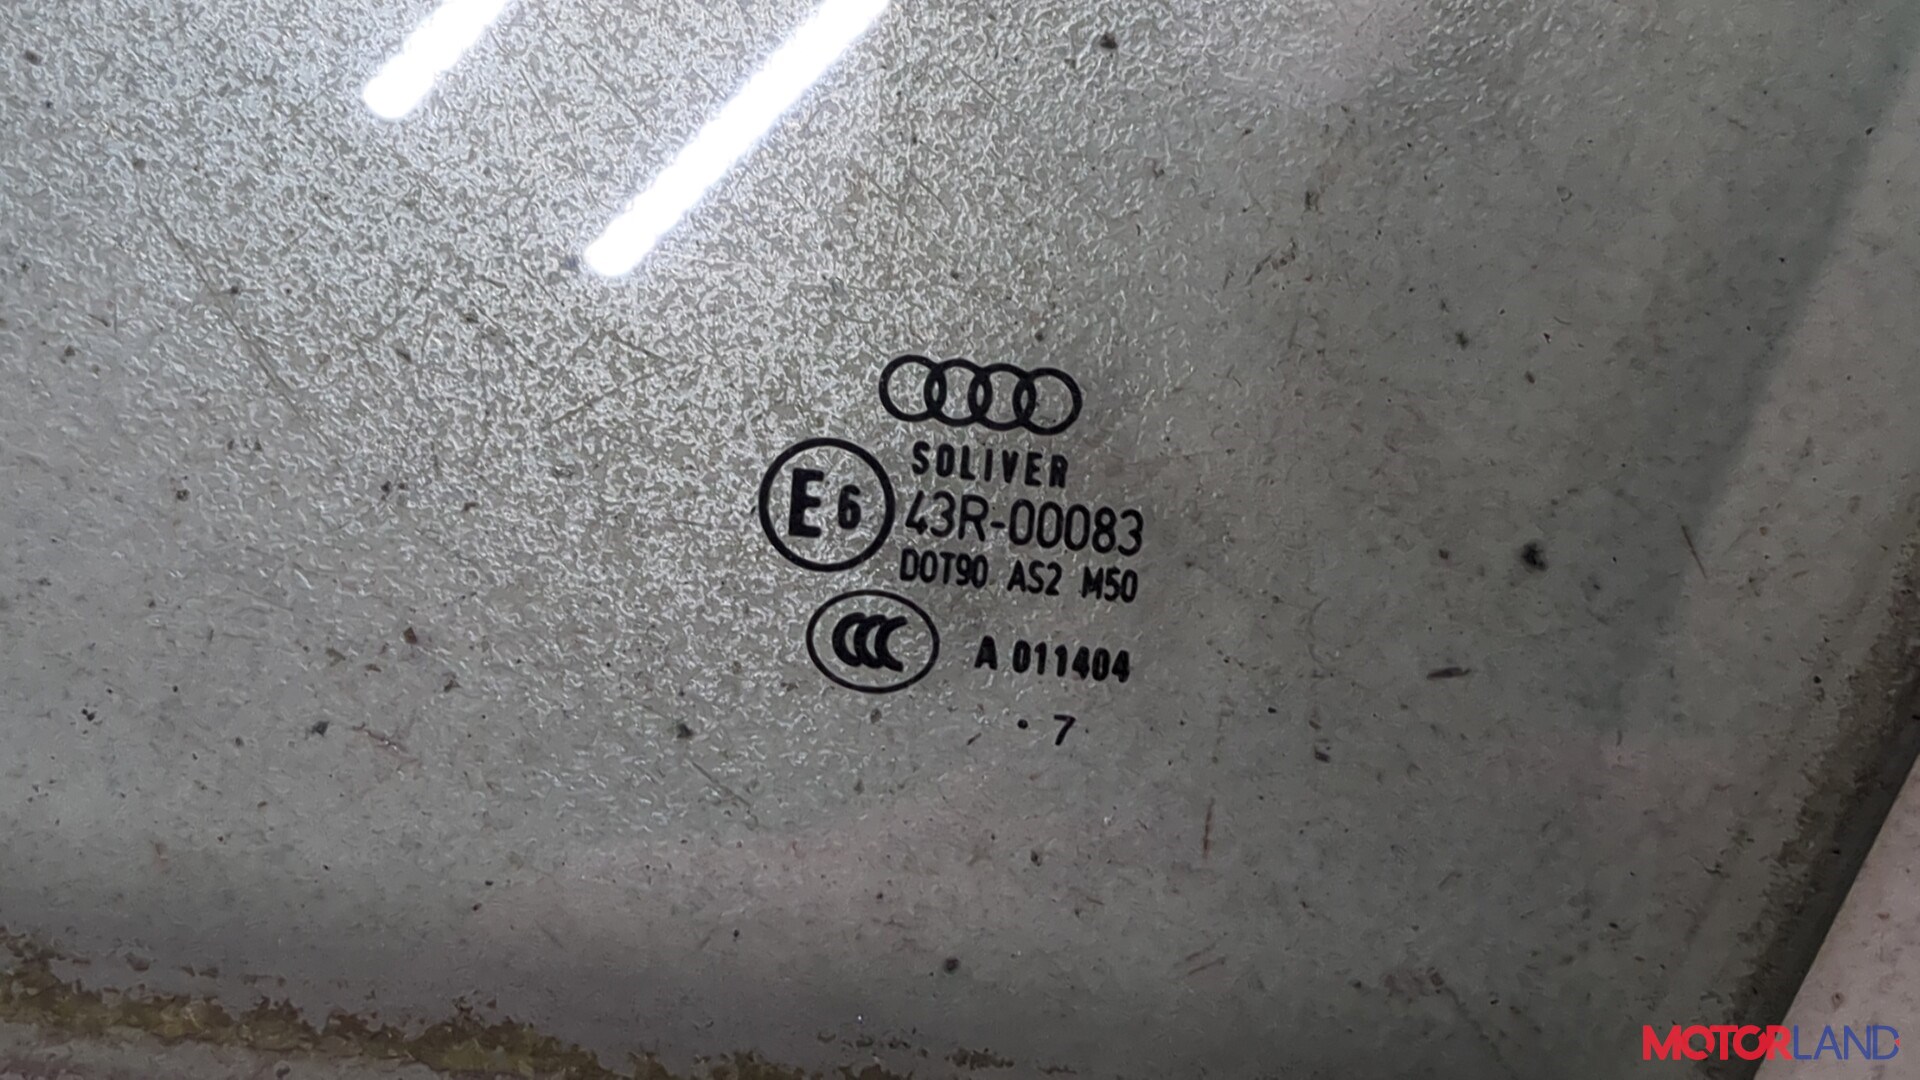 SOLIVER
E6 43R-00083
DOT90 AS2 M50
CCC A 011404
· 7
MOTORLAND